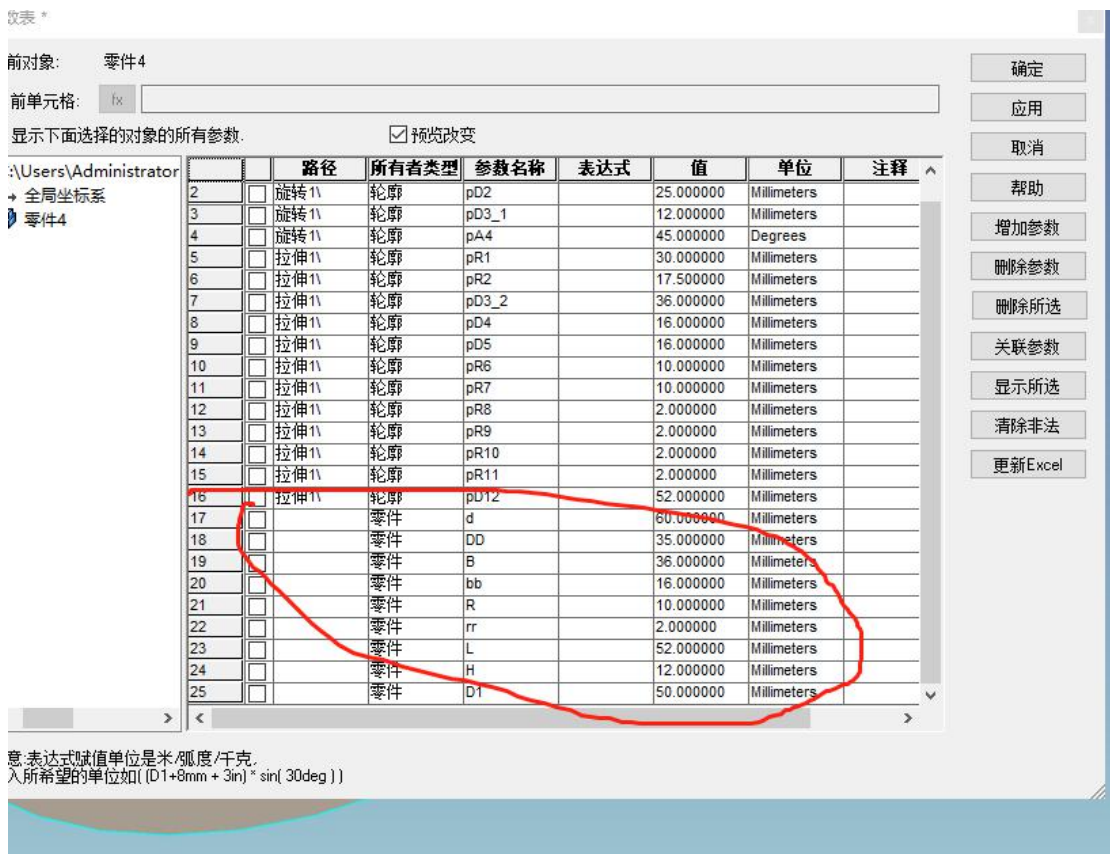 数表 *
前对象: 零件4
确定
前单元格: fx
应用
显示下面选择的对象的所有参数. 预览改变
取消
:\Users\Administrator 路径 所有者类型 参数名称 表达式 值 单位 注释
帮助
全局坐标系 2 旋转1\ 轮廓 pD2 25.000000 Millimeters
零件4 3 旋转1\ 轮廓 pD3_1 12.000000 Millimeters
增加参数
4 旋转1\ 轮廓 pA4 45.000000 Degrees
5 拉伸1\ 轮廓 pR1 30.000000 Millimeters
删除参数
6 拉伸1\ 轮廓 pR2 17.500000 Millimeters
7 拉伸1\ 轮廓 pD3_2 36.000000 Millimeters
删除所选
8 拉伸1\ 轮廓 pD4 16.000000 Millimeters
9 拉伸1\ 轮廓 pD5 16.000000 Millimeters
关联参数
10 拉伸1\ 轮廓 pR6 10.000000 Millimeters
11 拉伸1\ 轮廓 pR7 10.000000 Millimeters
显示所选
12 拉伸1\ 轮廓 pR8 2.000000 Millimeters
13 拉伸1\ 轮廓 pR9 2.000000 Millimeters
清除非法
14 拉伸1\ 轮廓 pR10 2.000000 Millimeters
15 拉伸1\ 轮廓 pR11 2.000000 Millimeters
更新Excel
16 拉伸1\ 轮廓 pD12 52.000000 Millimeters
17 零件 d 60.000000 Millimeters
18 零件 DD 35.000000 Millimeters
19 零件 B 36.000000 Millimeters
20 零件 bb 16.000000 Millimeters
21 零件 R 10.000000 Millimeters
22 零件 rr 2.000000 Millimeters
23 零件 L 52.000000 Millimeters
24 零件 H 12.000000 Millimeters
25 零件 D1 50.000000 Millimeters
意:表达式赋值单位是米/弧度/千克,
入所希望的单位如( (D1+8mm + 3in) * sin( 30deg ) )